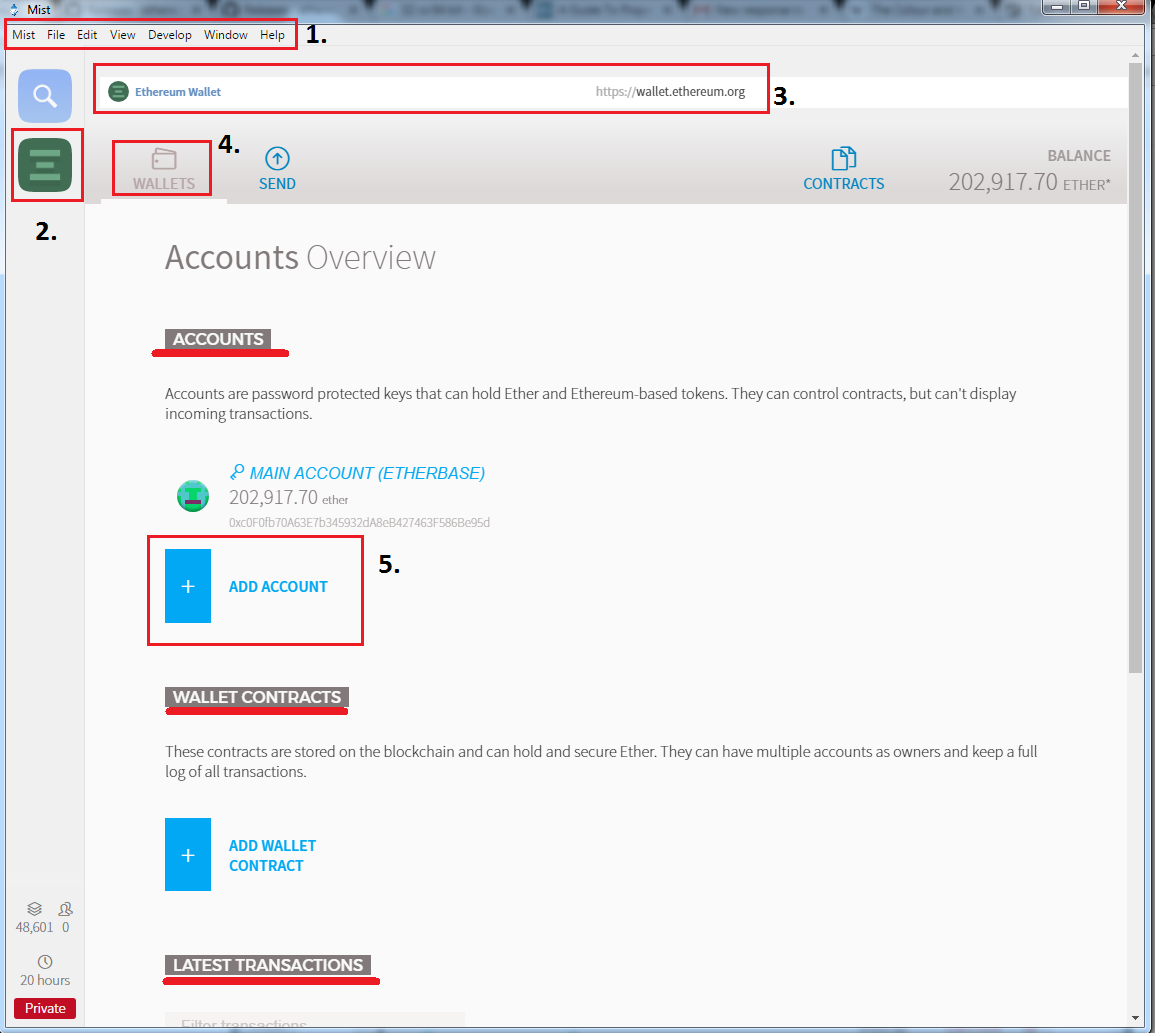 Mist
Mist File Edit View Develop Window Help 1.
Ethereum Wallet https://wallet.ethereum.org 3.
4.
WALLETS SEND CONTRACTS BALANCE
202,917.70 ETHER*
2.
Accounts Overview
ACCOUNTS
Accounts are password protected keys that can hold Ether and Ethereum-based tokens. They can control contracts, but can't display
incoming transactions.
MAIN ACCOUNT (ETHERBASE)
202,917.70 ether
0xc0F0fb70A63E7b345932dA8eB427463F586Be95d
5.
+ ADD ACCOUNT
WALLET CONTRACTS
These contracts are stored on the blockchain and can hold and secure Ether. They can have multiple accounts as owners and keep a full
log of all transactions.
+ ADD WALLET
CONTRACT
48,601 0
20 hours
Private
LATEST TRANSACTIONS
Filter transactions